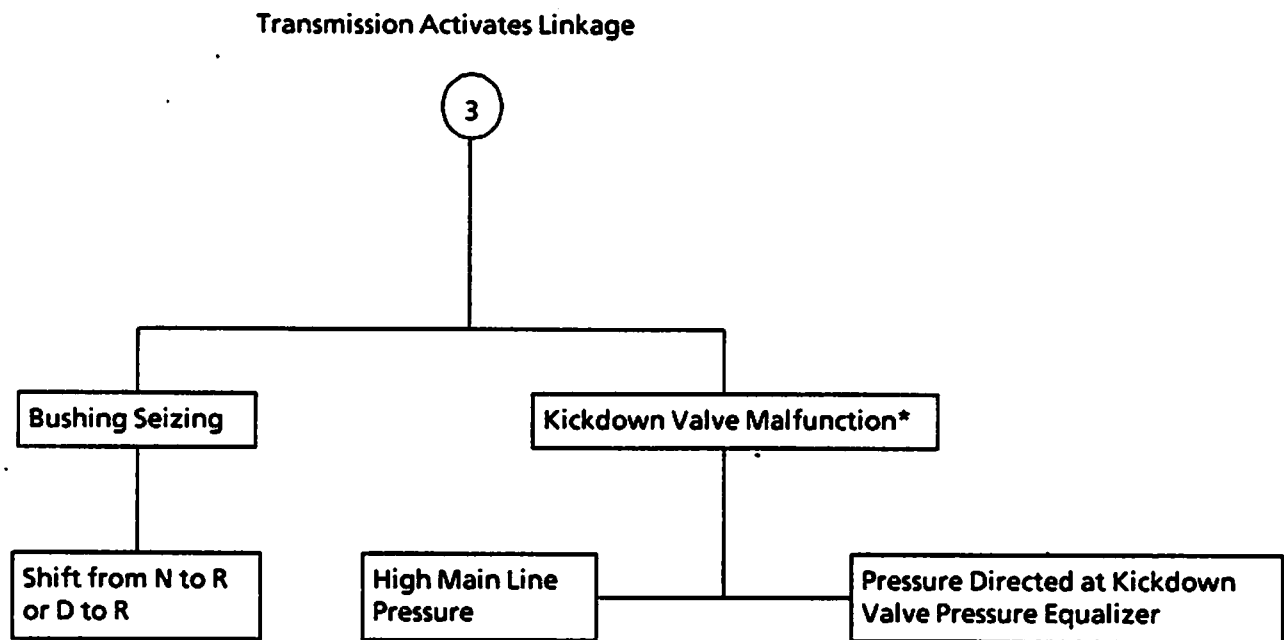 Transmission Activates Linkage
3
Bushing Seizing
Kickdown Valve Malfunction*
Shift from N to R
or D to R
High Main Line
Pressure
Pressure Directed at Kickdown
Valve Pressure Equalizer